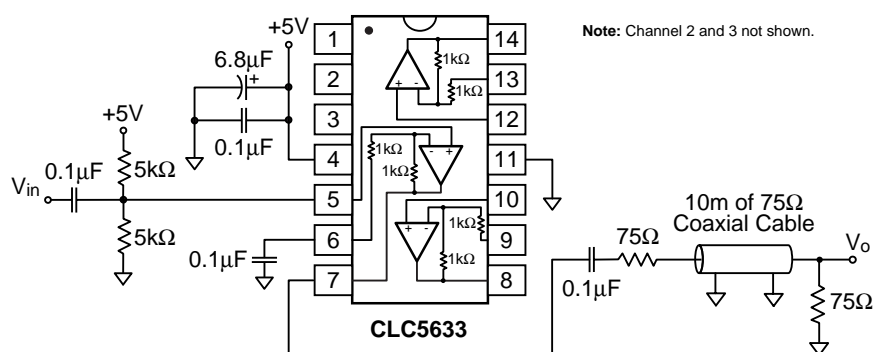 Note: Channel 2 and 3 not shown.
+5V
6.8μF
+
0.1μF
+5V
0.1μF
5kΩ
Vin
5kΩ
0.1μF
1
2
3
4
5
6
7
14
13
12
11
10
9
8
1kΩ
1kΩ
+ -
1kΩ
1kΩ
- +
+ -
1kΩ
1kΩ
CLC5633
10m of 75Ω
Coaxial Cable
75Ω
0.1μF
Vo
75Ω